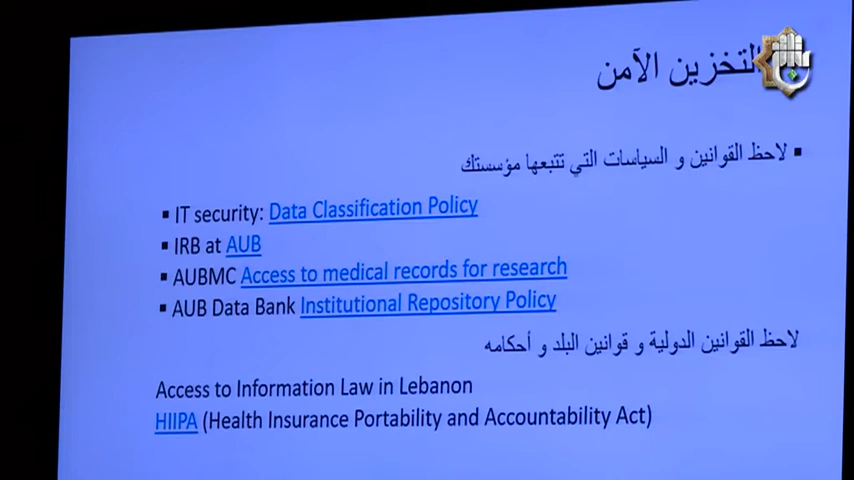 التخزين الآمن
▪ لاحظ القوانين و السياسات التي تتبعها مؤسستك
▪ IT security: Data Classification Policy
▪ IRB at AUB
▪ AUBMC Access to medical records for research
▪ AUB Data Bank Institutional Repository Policy
لاحظ القوانين الدولية و قوانين البلد و أحكامه
Access to Information Law in Lebanon
HIIPA (Health Insurance Portability and Accountability Act)